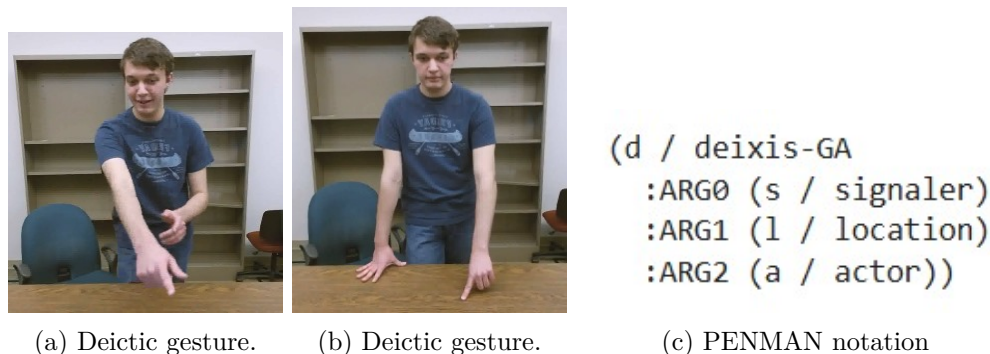 (d / deixis-GA
:ARG0 (s / signaler)
:ARG1 (l / location)
:ARG2 (a / actor))
(a) Deictic gesture.
(b) Deictic gesture.
(c) PENMAN notation